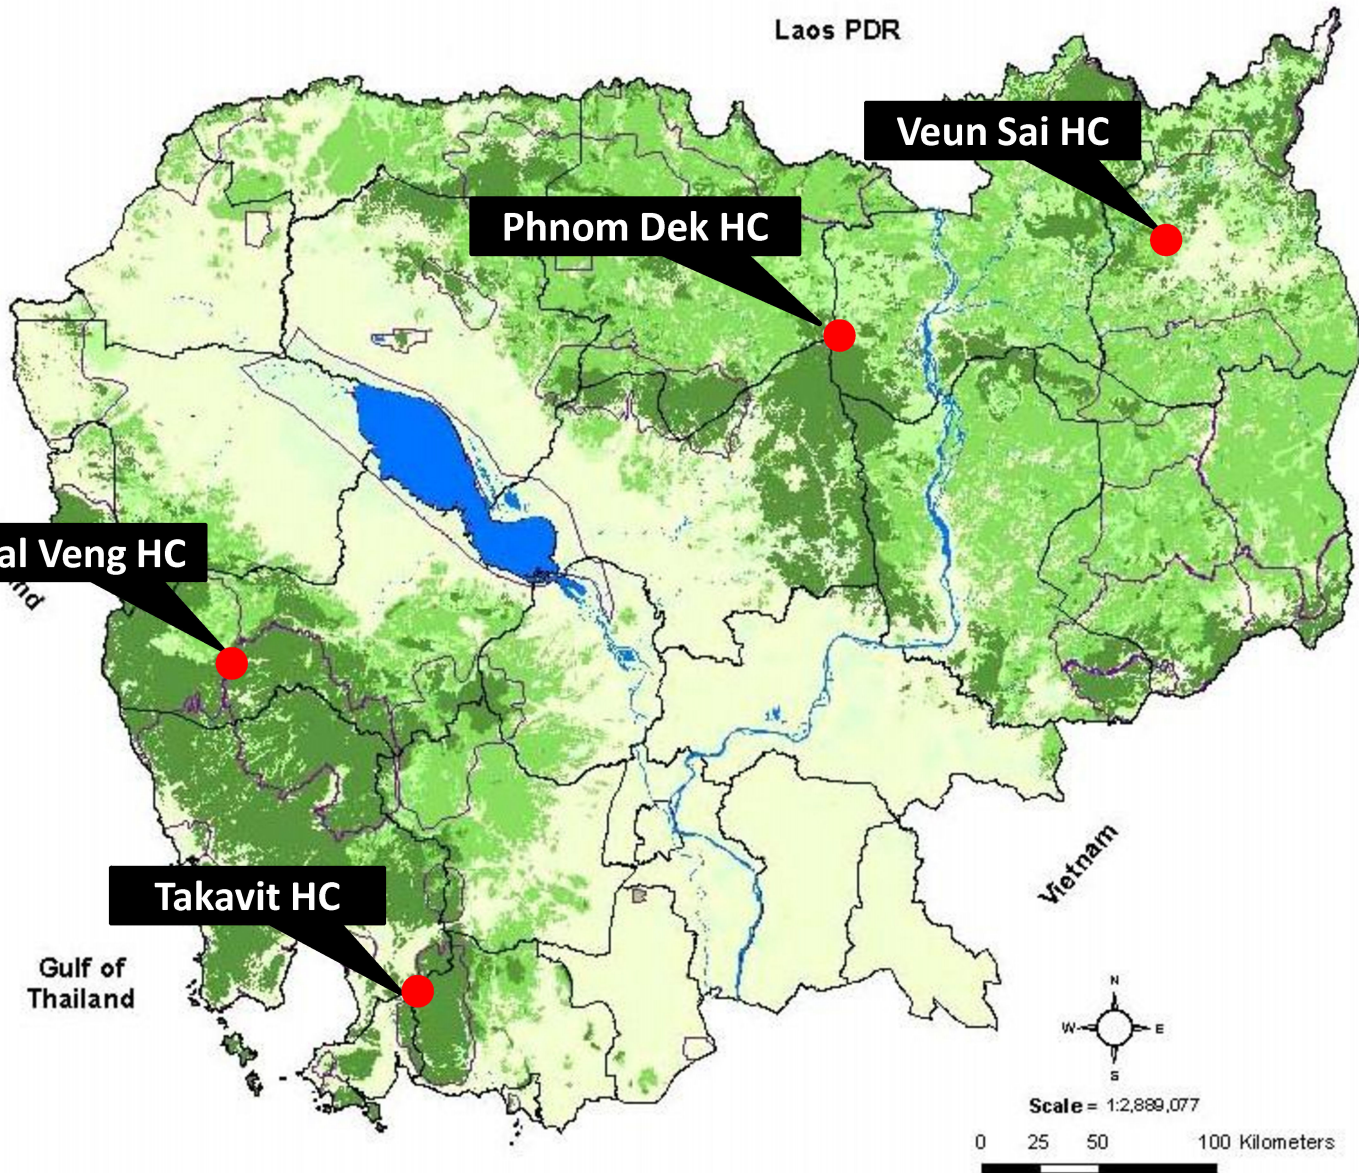 Laos PDR
Veun Sai HC
Phnom Dek HC
al Veng HC
nd
Takavit HC
Vietnam
Gulf of
Thailand
N
W
E
S
Scale = 1:2,889,077
0 25 50 100 Kilometers